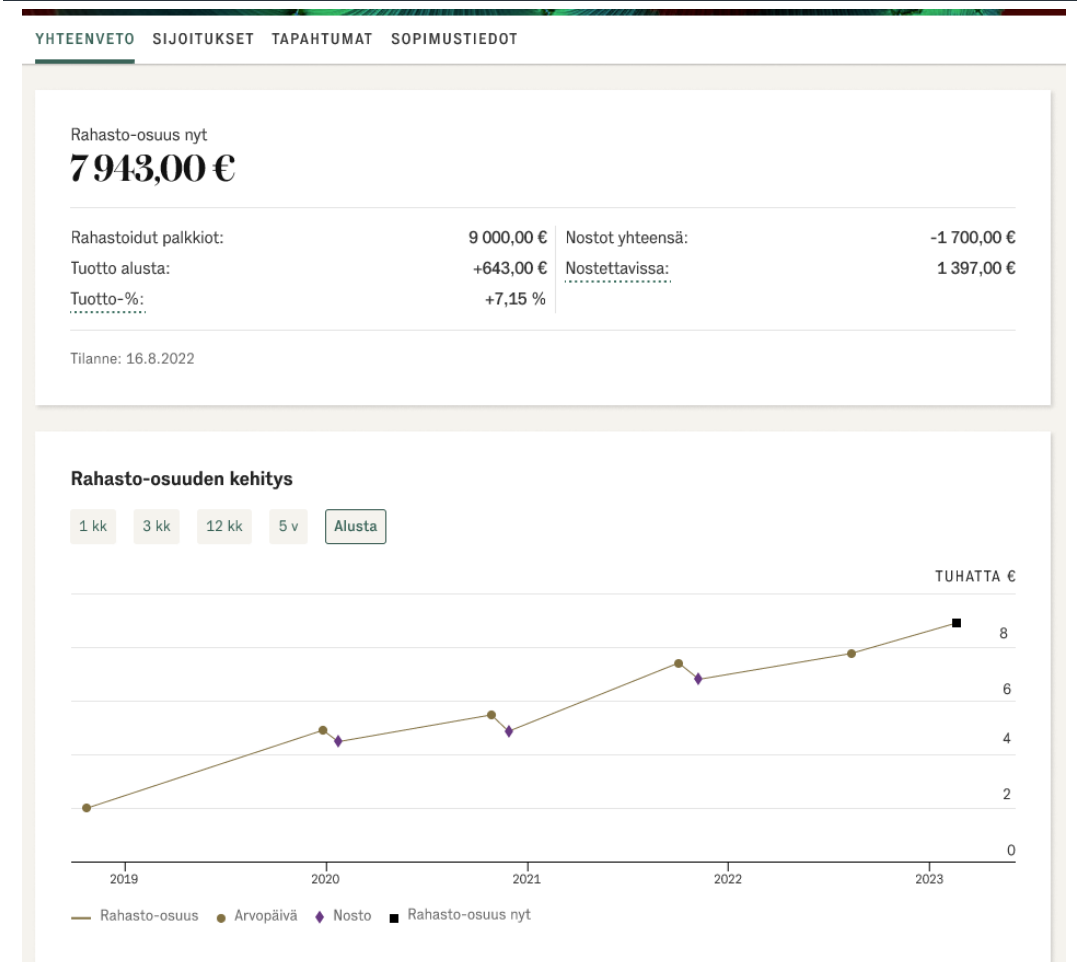 YHTEENVETO SIJOITUKSET TAPAHTUMAT SOPIMUSTIEDOT
Rahasto-osuus nyt
7 943,00 €
Rahastoidut palkkiot: 9 000,00 € Nostot yhteensä: -1 700,00 €
Tuotto alusta: +643,00 € Nostettavissa: 1 397,00 €
Tuotto-%: +7,15 %
Tilanne: 16.8.2022
Rahasto-osuuden kehitys
1 kk 3 kk 12 kk 5 v Alusta
TUHATTA €
8
6
4
2
0
2019 2020 2021 2022 2023
Rahasto-osuus Arvopäivä Nosto Rahasto-osuus nyt